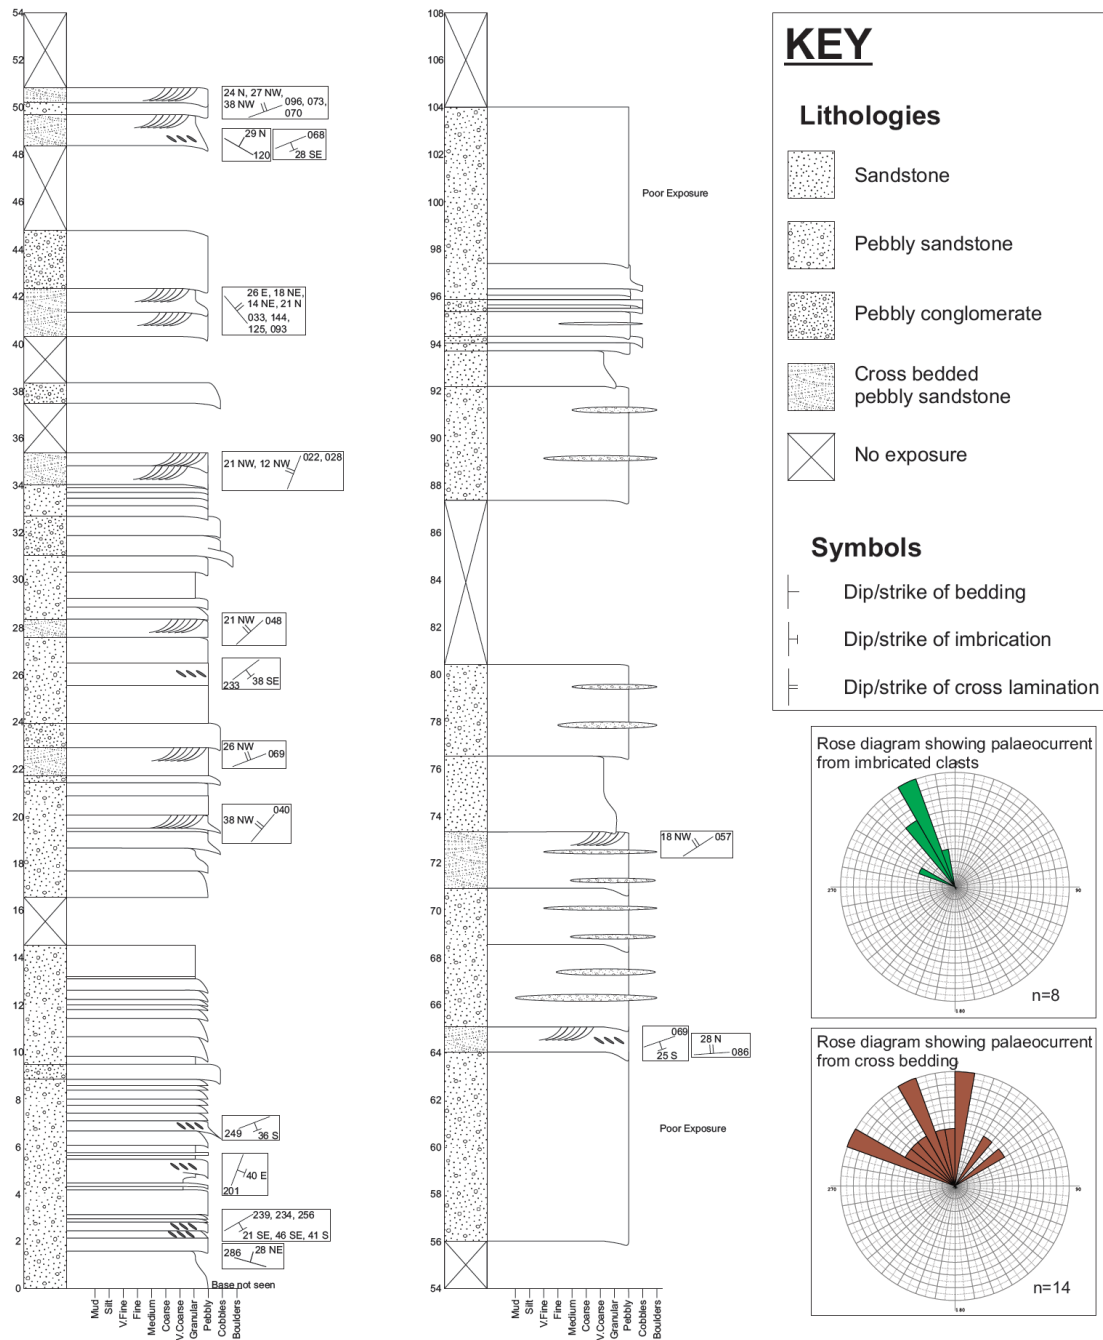 54
52
50
48
46
44
42
40
38
36
34
32
30
28
26
24
22
20
18
16
14
12
10
8
6
4
2
0
24 N, 27 NW,
38 NW
096, 073,
070
29 N
120
068
28 SE
26 E, 18 NE,
14 NE, 21 N
033, 144,
125, 093
21 NW, 12 NW
022, 028
21 NW
048
233
38 SE
26 NW
069
38 NW
040
249
36 S
40 E
201
239, 234, 256
21 SE, 46 SE, 41 S
286
28 NE
Base not seen
Mud
Silt
V.Fine
Fine
Medium
Coarse
V.Coarse
Granular
Pebbly
Cobbles
Boulders
108
106
104
102
100
98
96
94
92
90
88
86
84
82
80
78
76
74
72
70
68
66
64
62
60
58
56
54
Poor Exposure
18 NW
057
069
25 S
28 N
086
Poor Exposure
Mud
Silt
V.Fine
Fine
Medium
Coarse
V.Coarse
Granular
Pebbly
Cobbles
Boulders
KEY
Lithologies
Sandstone
Pebbly sandstone
Pebbly conglomerate
Cross bedded
pebbly sandstone
No exposure
Symbols
Dip/strike of bedding
Dip/strike of imbrication
Dip/strike of cross lamination
Rose diagram showing palaeocurrent
from imbricated clasts
270
90
180
n=8
Rose diagram showing palaeocurrent
from cross bedding
270
90
180
n=14